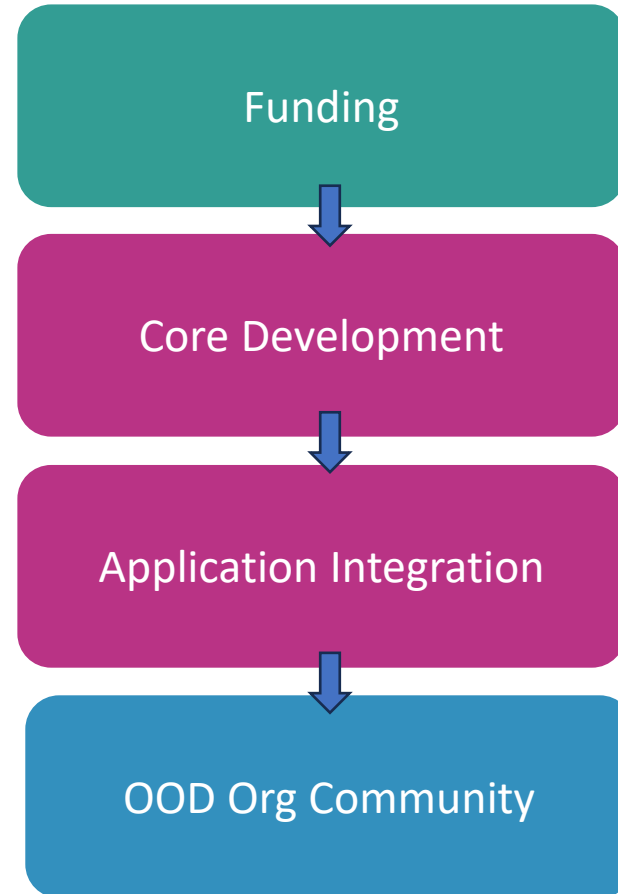 Funding
Core Development
Application Integration
OOD Org Community